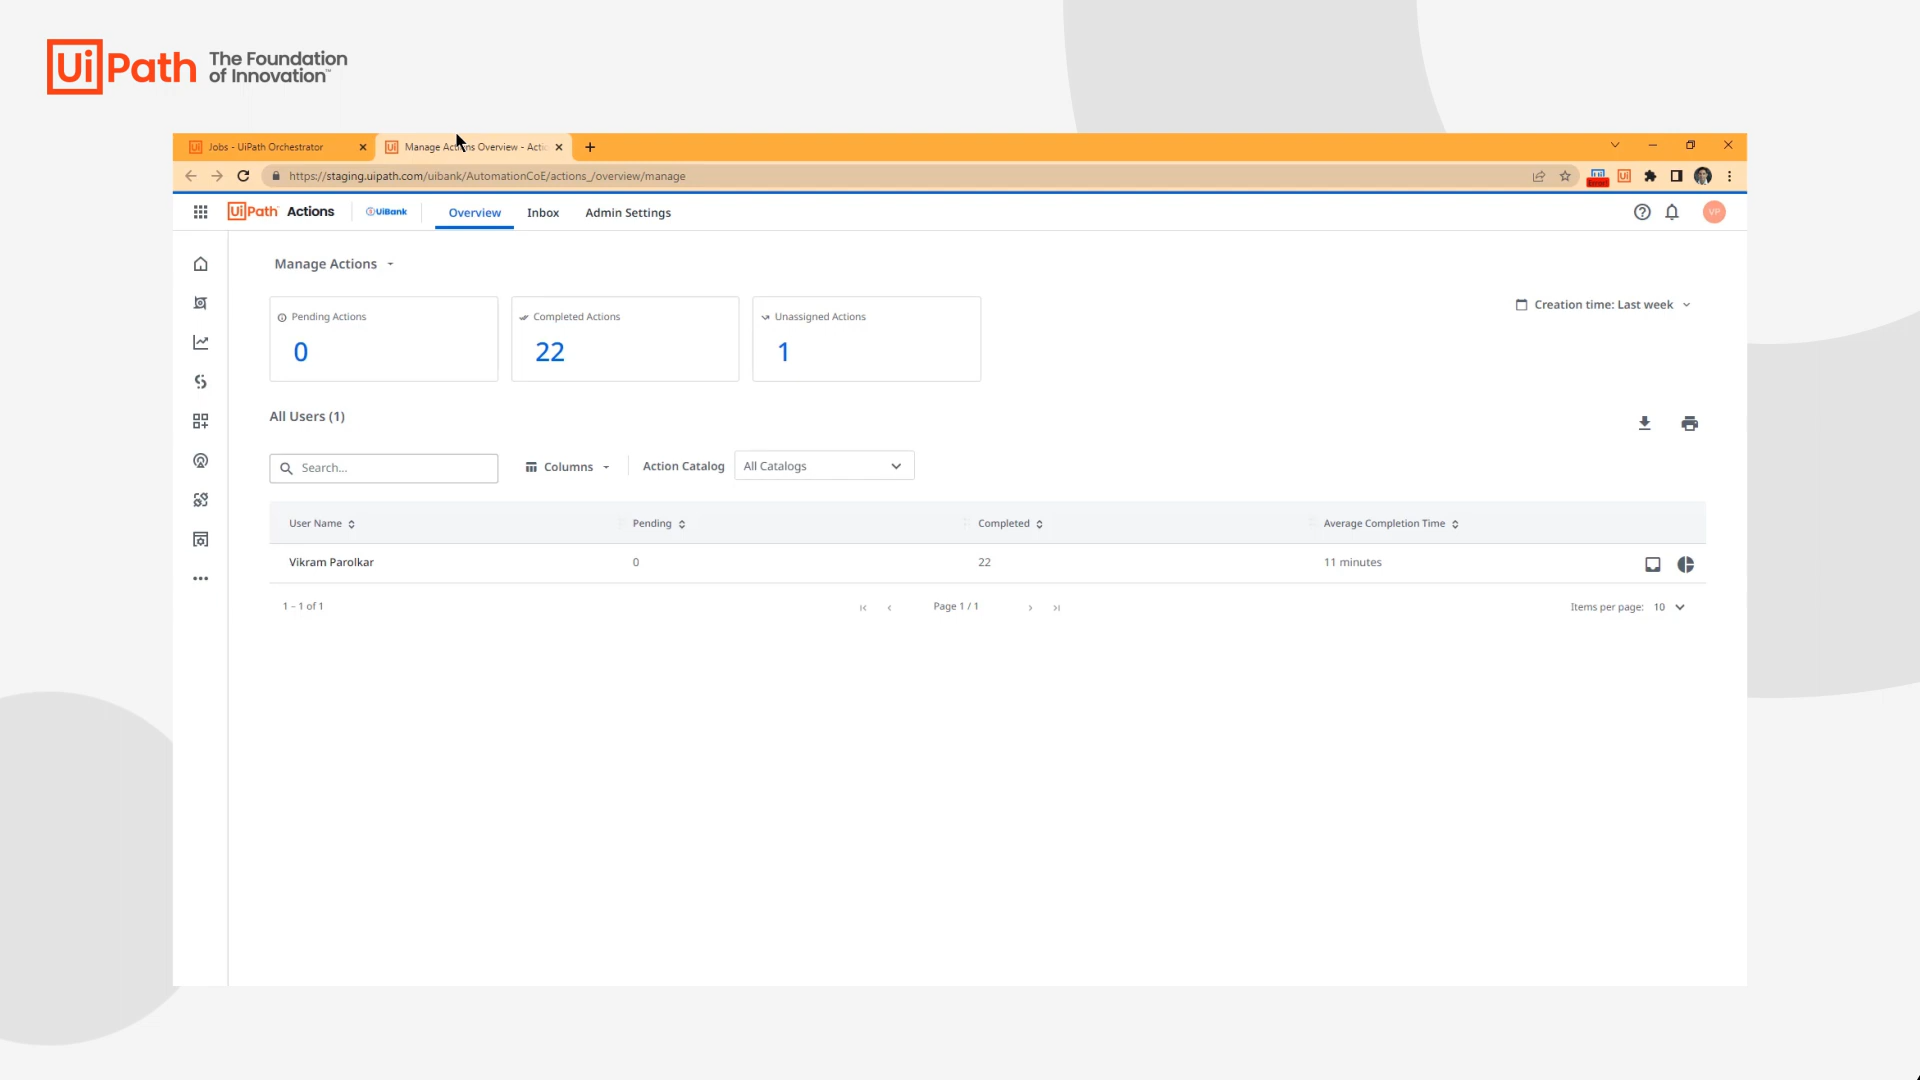 UiPath The Foundation
of Innovation™
Jobs - UiPath Orchestrator
Manage Actions Overview - Actio
https://staging.uipath.com/uibank/AutomationCoE/actions_/overview/manage
UiPath Actions UiBank Overview Inbox Admin Settings VP
Manage Actions
Creation time: Last week
Pending Actions Completed Actions Unassigned Actions
0 22 1
All Users (1)
Search... Columns Action Catalog All Catalogs
User Name Pending Completed Average Completion Time
Vikram Parolkar 0 22 11 minutes
1 - 1 of 1 Page 1 / 1 Items per page: 10